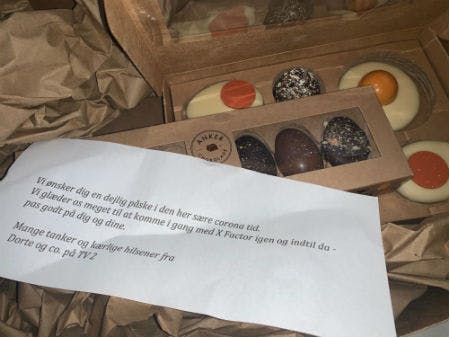 ANKER
Vi ønsker dig en dejlig påske i den her sære corona tid.
Vi glæder os meget til at komme i gang med X Factor igen og indtil da -
pas godt på dig og dine.
Mange tanker og kærlige hilsener fra
Dorte og co. på TV2